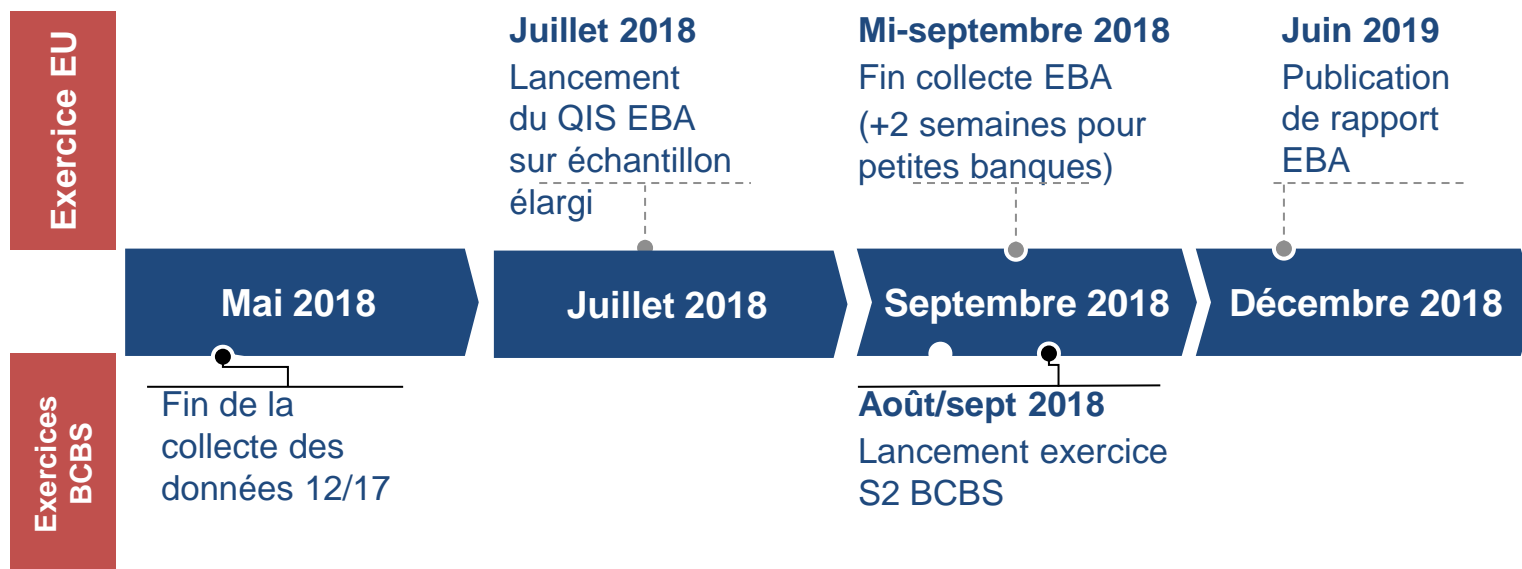 Exercice EU
Juillet 2018
Lancement
du QIS EBA
sur échantillon
élargi
Mi-septembre 2018
Fin collecte EBA
(+2 semaines pour
petites banques)
Juin 2019
Publication
de rapport
EBA
Mai 2018
Juillet 2018
Septembre 2018
Décembre 2018
Exercices
BCBS
Fin de la
collecte des
données 12/17
Août/sept 2018
Lancement exercice
S2 BCBS